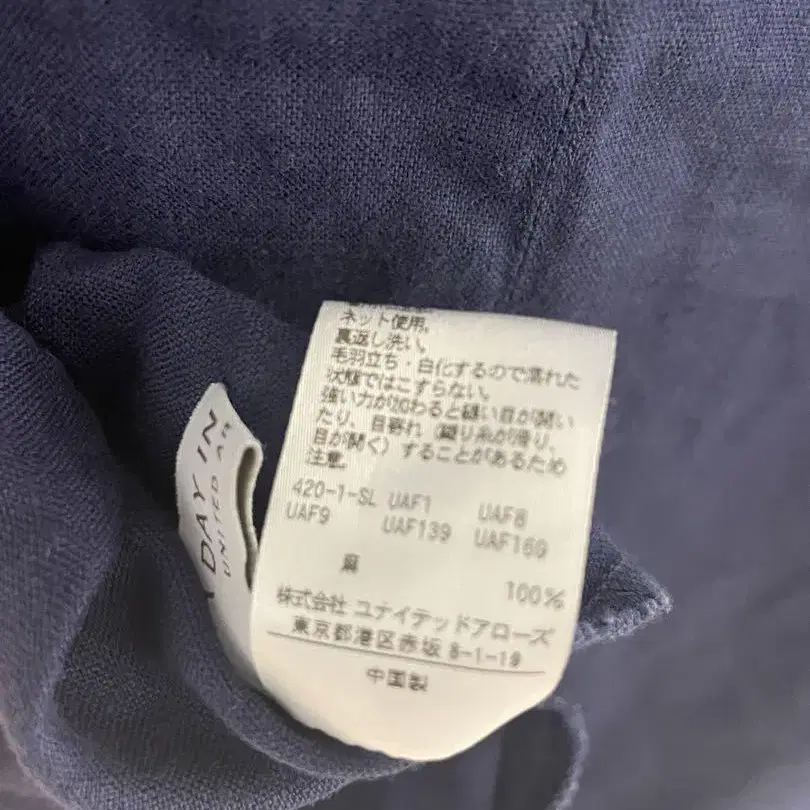 ネット使用。
裏返し洗い。
毛羽立ち・白化するので濡れた
状態ではこすらない。
強い力が加わると縫い目が開い
たり、目寄れ（縫り糸が滑り、
目が開く）することがあるため
注意。
420-1-SL UAF1 UAF8
UAF9 UAF139 UAF169
麻 100%
株式会社 ユナイテッドアローズ
東京都港区赤坂 8-1-19
中国製
DAY IN
UNITED AR